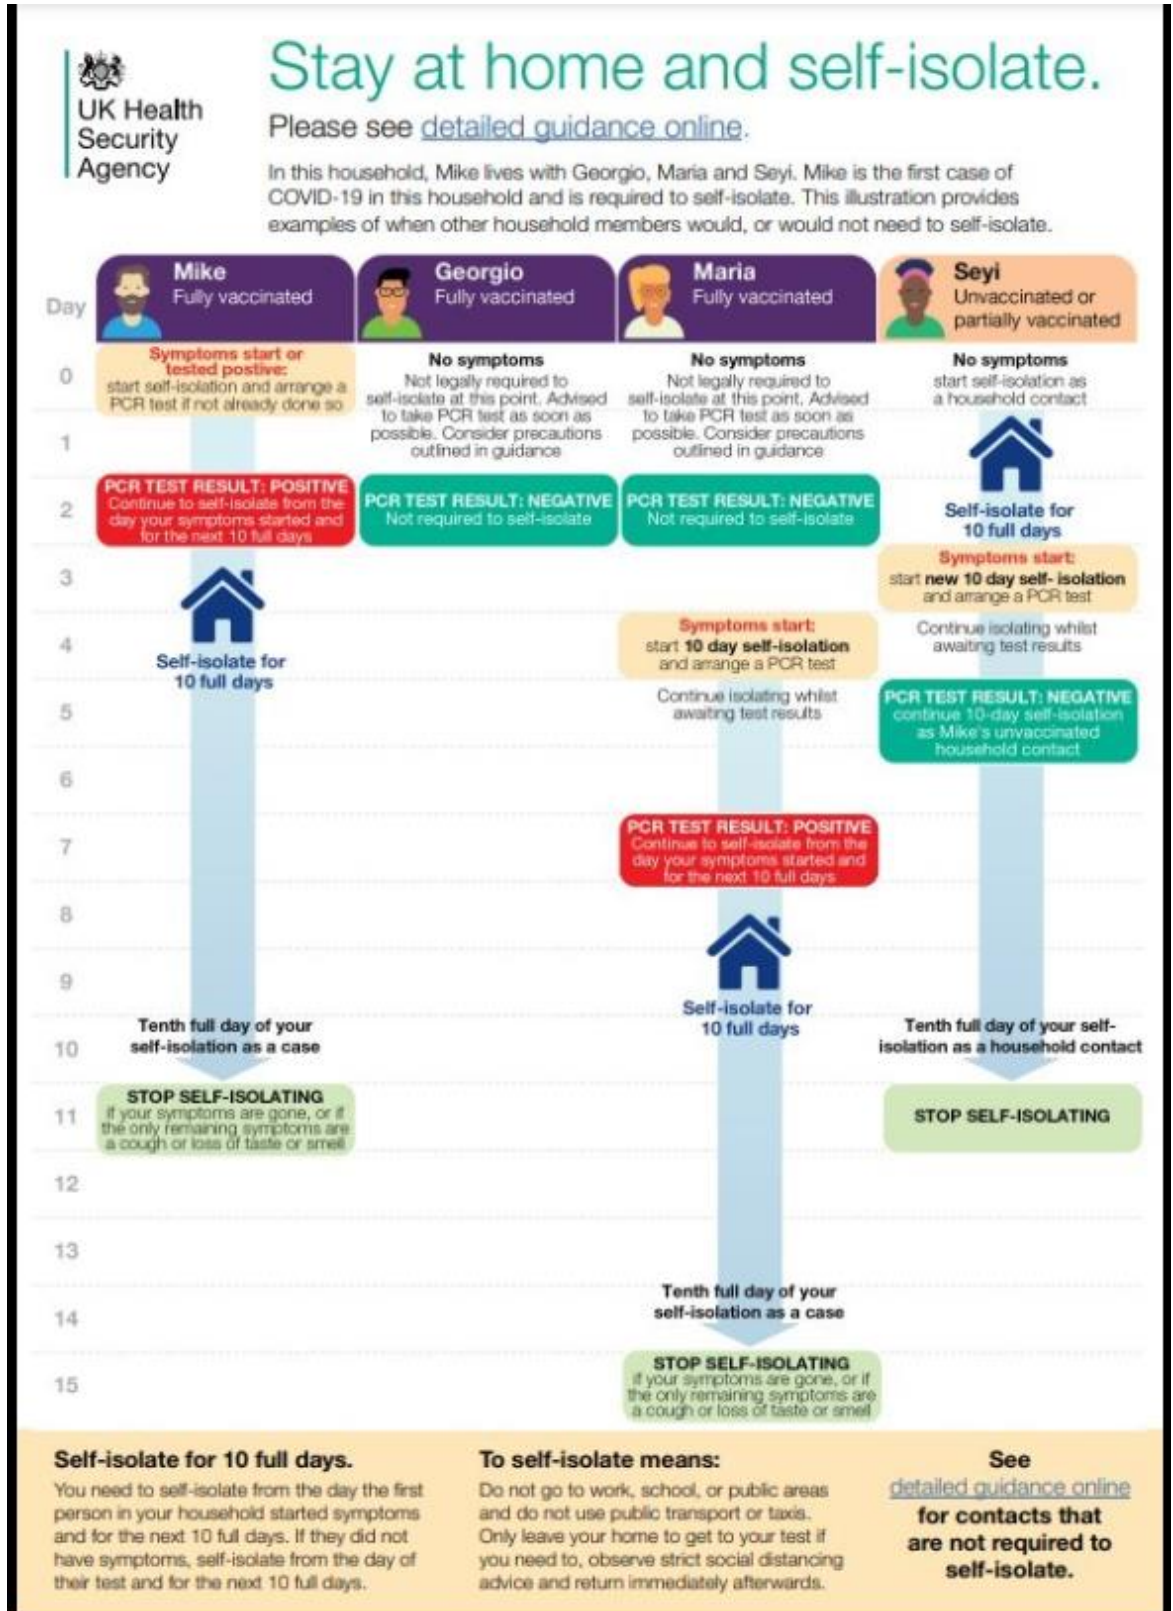 UK Health
Security
Agency
Stay at home and self-isolate.
Please see detailed guidance online.
In this household, Mike lives with Georgio, Maria and Seyi. Mike is the first case of
COVID-19 in this household and is required to self-isolate. This illustration provides
examples of when other household members would, or would not need to self-isolate.
Day
Mike
Fully vaccinated
Georgio
Fully vaccinated
Maria
Fully vaccinated
Seyi
Unvaccinated or
partially vaccinated
0
Symptoms start or
tested postive:
start self-isolation and arrange a
PCR test if not already done so
No symptoms
Not legally required to
self-isolate at this point. Advised
to take PCR test as soon as
possible. Consider precautions
outlined in guidance
No symptoms
Not legally required to
self-isolate at this point. Advised
to take PCR test as soon as
possible. Consider precautions
outlined in guidance
No symptoms
start self-isolation as
a household contact
1
2
PCR TEST RESULT: POSITIVE
Continue to self-isolate from the
day your symptoms started and
for the next 10 full days
PCR TEST RESULT: NEGATIVE
Not required to self-isolate
PCR TEST RESULT: NEGATIVE
Not required to self-isolate
Self-isolate for
10 full days
3
Symptoms start:
start new 10 day self- isolation
and arrange a PCR test
4
Self-isolate for
10 full days
Symptoms start:
start 10 day self-isolation
and arrange a PCR test
Continue isolating whilst
awaiting test results
5
Continue isolating whilst
awaiting test results
PCR TEST RESULT: NEGATIVE
continue 10-day self-isolation
as Mike's unvaccinated
household contact
6
7
PCR TEST RESULT: POSITIVE
Continue to self-isolate from the
day your symptoms started and
for the next 10 full days
8
9
Self-isolate for
10 full days
10
Tenth full day of your
self-isolation as a case
Tenth full day of your self-
isolation as a household contact
11
STOP SELF-ISOLATING
if your symptoms are gone, or if
the only remaining symptoms are
a cough or loss of taste or smell
STOP SELF-ISOLATING
12
13
14
Tenth full day of your
self-isolation as a case
15
STOP SELF-ISOLATING
if your symptoms are gone, or if
the only remaining symptoms are
a cough or loss of taste or smell
Self-isolate for 10 full days.
You need to self-isolate from the day the first
person in your household started symptoms
and for the next 10 full days. If they did not
have symptoms, self-isolate from the day of
their test and for the next 10 full days.
To self-isolate means:
Do not go to work, school, or public areas
and do not use public transport or taxis.
Only leave your home to get to your test if
you need to, observe strict social distancing
advice and return immediately afterwards.
See
detailed guidance online
for contacts that
are not required to
self-isolate.